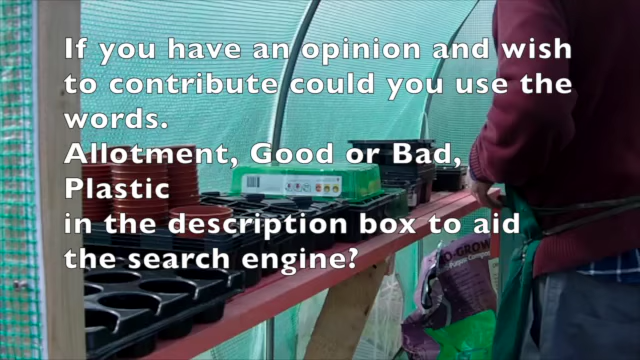 If you have an opinion and wish
to contribute could you use the
words.
Allotment, Good or Bad,
Plastic
in the description box to aid
the search engine?
O-GROW